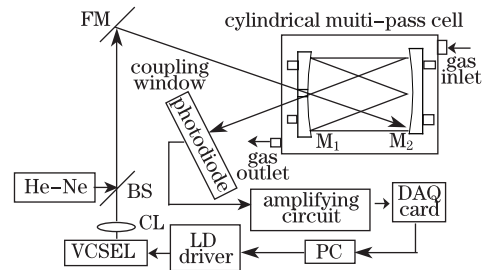 FM
cylindrical muiti-pass cell
gas
inlet
coupling
window
photodiode
M1
M2
gas
outlet
He-Ne
BS
CL
VCSEL
LD
driver
PC
amplifying
circuit
DAQ
card